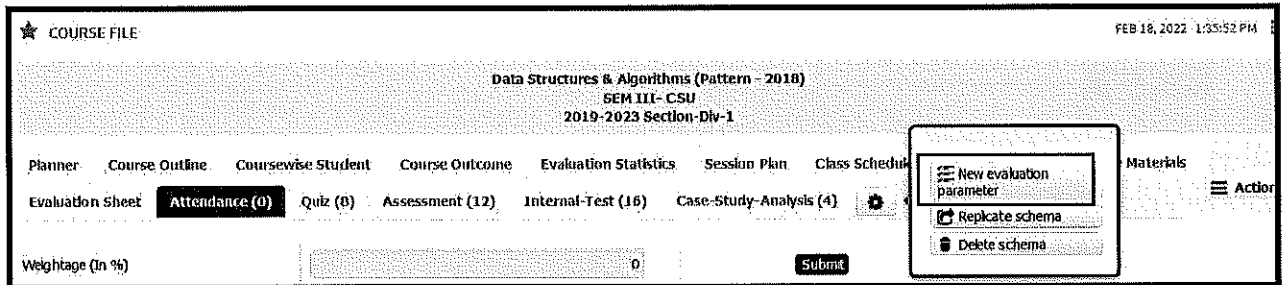 COURSE FILE
FEB 18, 2022 1:35:52 PM
Data Structures & Algorithms (Pattern - 2018)
SEM III- CSU
2019-2023 Section-Div-1
Planner Course Outline Coursewise Student Course Outcome Evaluation Statistics Session Plan Class Schedul Materials
New evaluation
parameter
Evaluation Sheet Attendance (0) Quiz (8) Assessment (12) Internal-Test (16) Case-Study-Analysis (4) Action
Replicate schema
Delete schema
Weightage (In %) 0 Submit